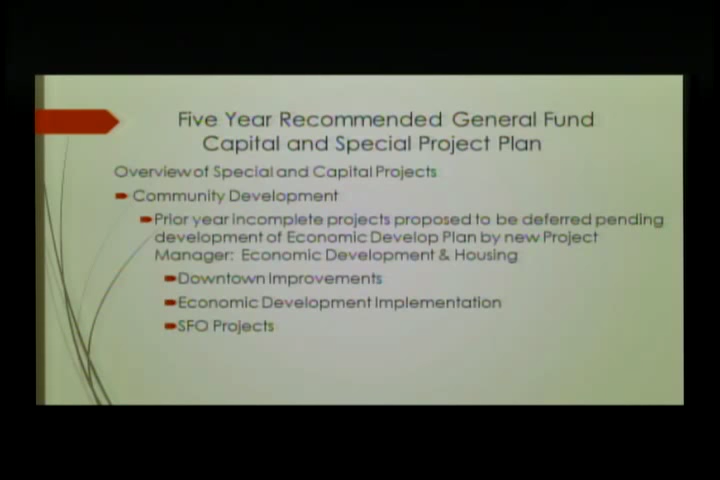 Five Year Recommended General Fund
Capital and Special Project Plan
Overview of Special and Capital Projects
Community Development
Prior year incomplete projects proposed to be deferred pending
development of Economic Develop Plan by new Project
Manager: Economic Development & Housing
Downtown Improvements
Economic Development Implementation
SFO Projects